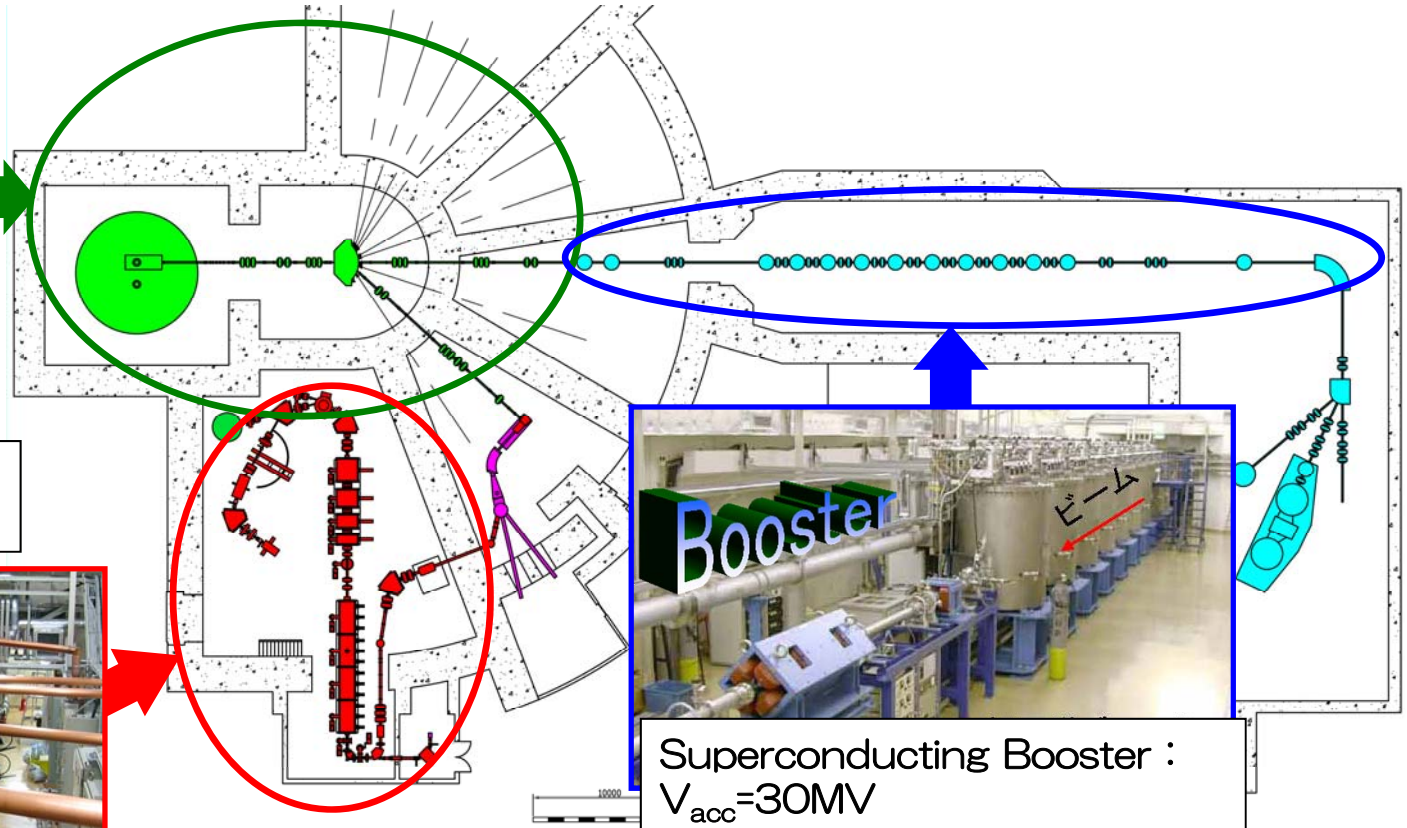 Booster
ビーム
10000
Superconducting Booster :
Vacc=30MV